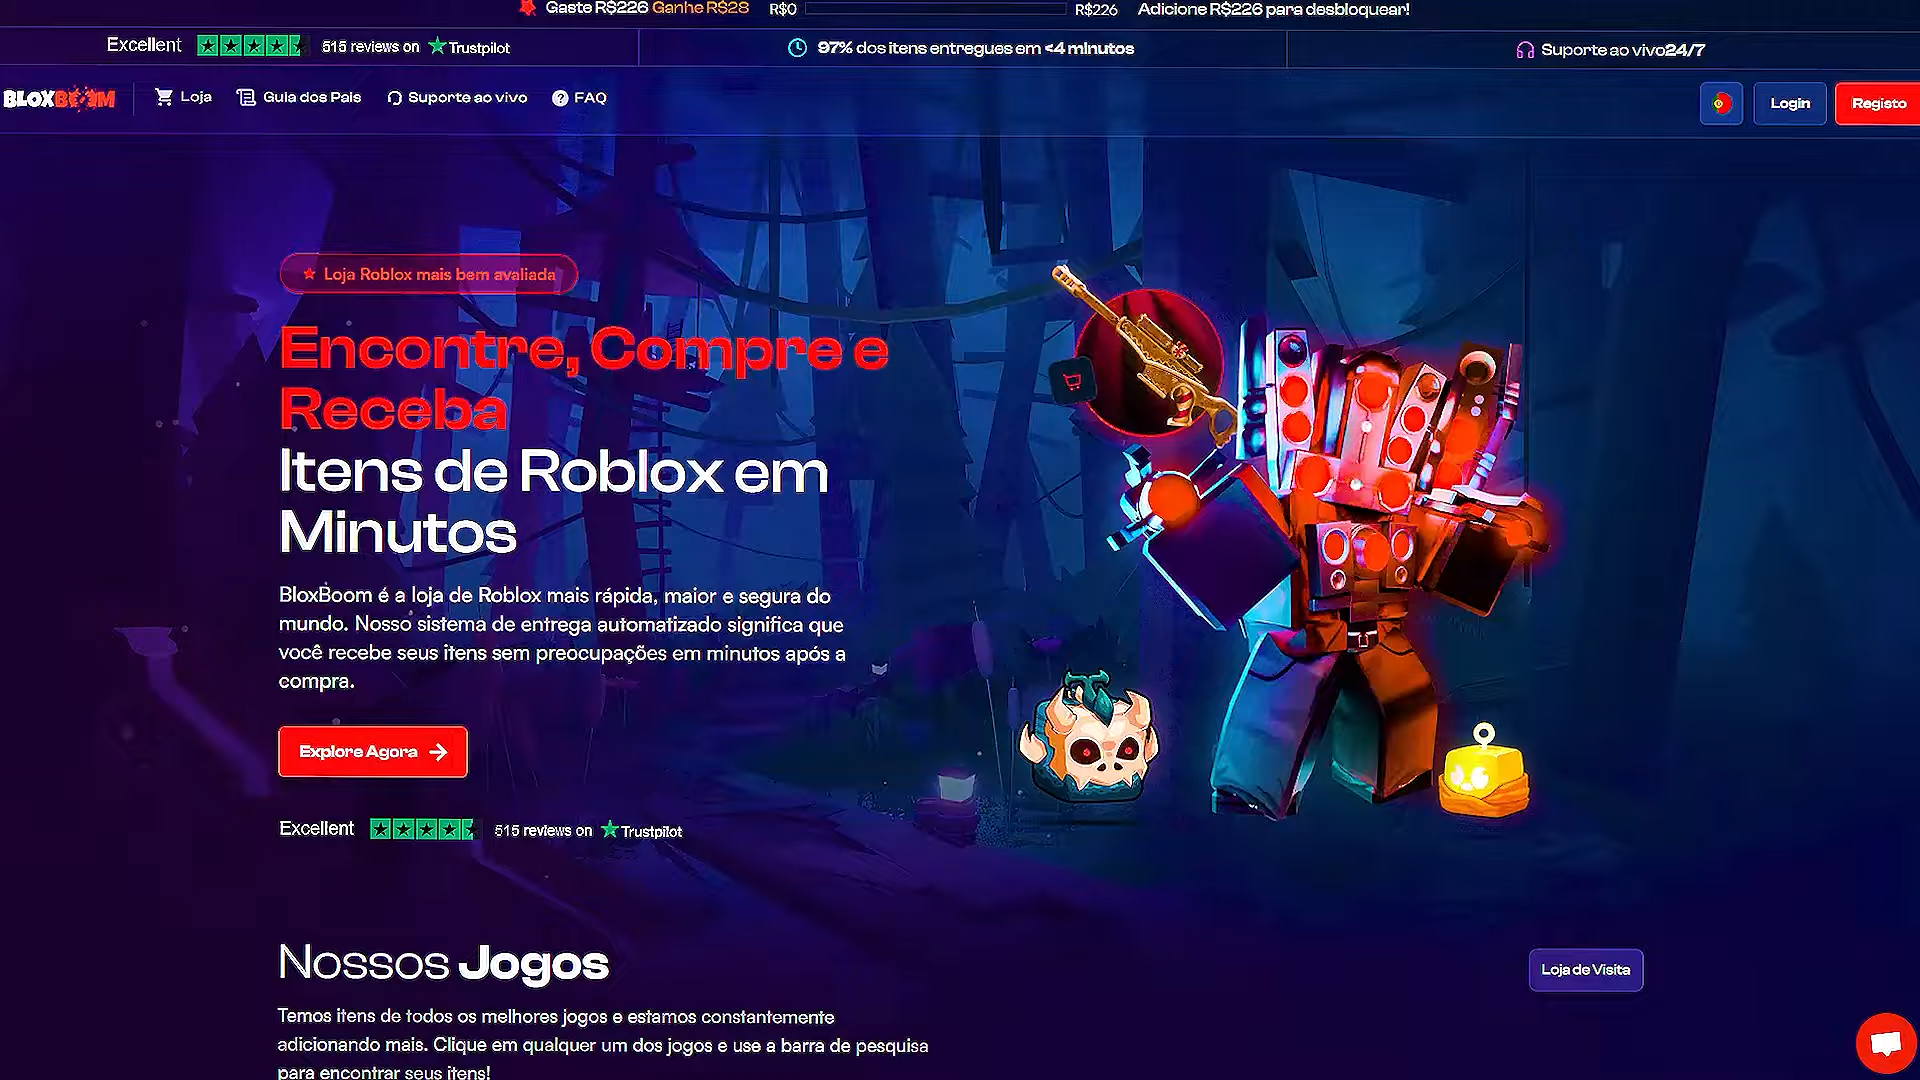 Gaste R$226 Ganhe R$28 R$0 R$226 Adicione R$226 para desbloquear!
Excellent 515 reviews on Trustpilot
97% dos itens entregues em <4 minutos
Suporte ao vivo24/7
BLOXBOOM Loja Guia dos Pais Suporte ao vivo FAQ
Login Registo
Loja Roblox mais bem avaliada
Encontre, Compre e
Receba
Itens de Roblox em
Minutos
BloxBoom é a loja de Roblox mais rápida, maior e segura do
mundo. Nosso sistema de entrega automatizado significa que
você recebe seus itens sem preocupações em minutos após a
compra.
Explore Agora
Excellent 515 reviews on Trustpilot
Nossos Jogos
Loja de Visita
Temos itens de todos os melhores jogos e estamos constantemente
adicionando mais. Clique em qualquer um dos jogos e use a barra de pesquisa
para encontrar seus itens!